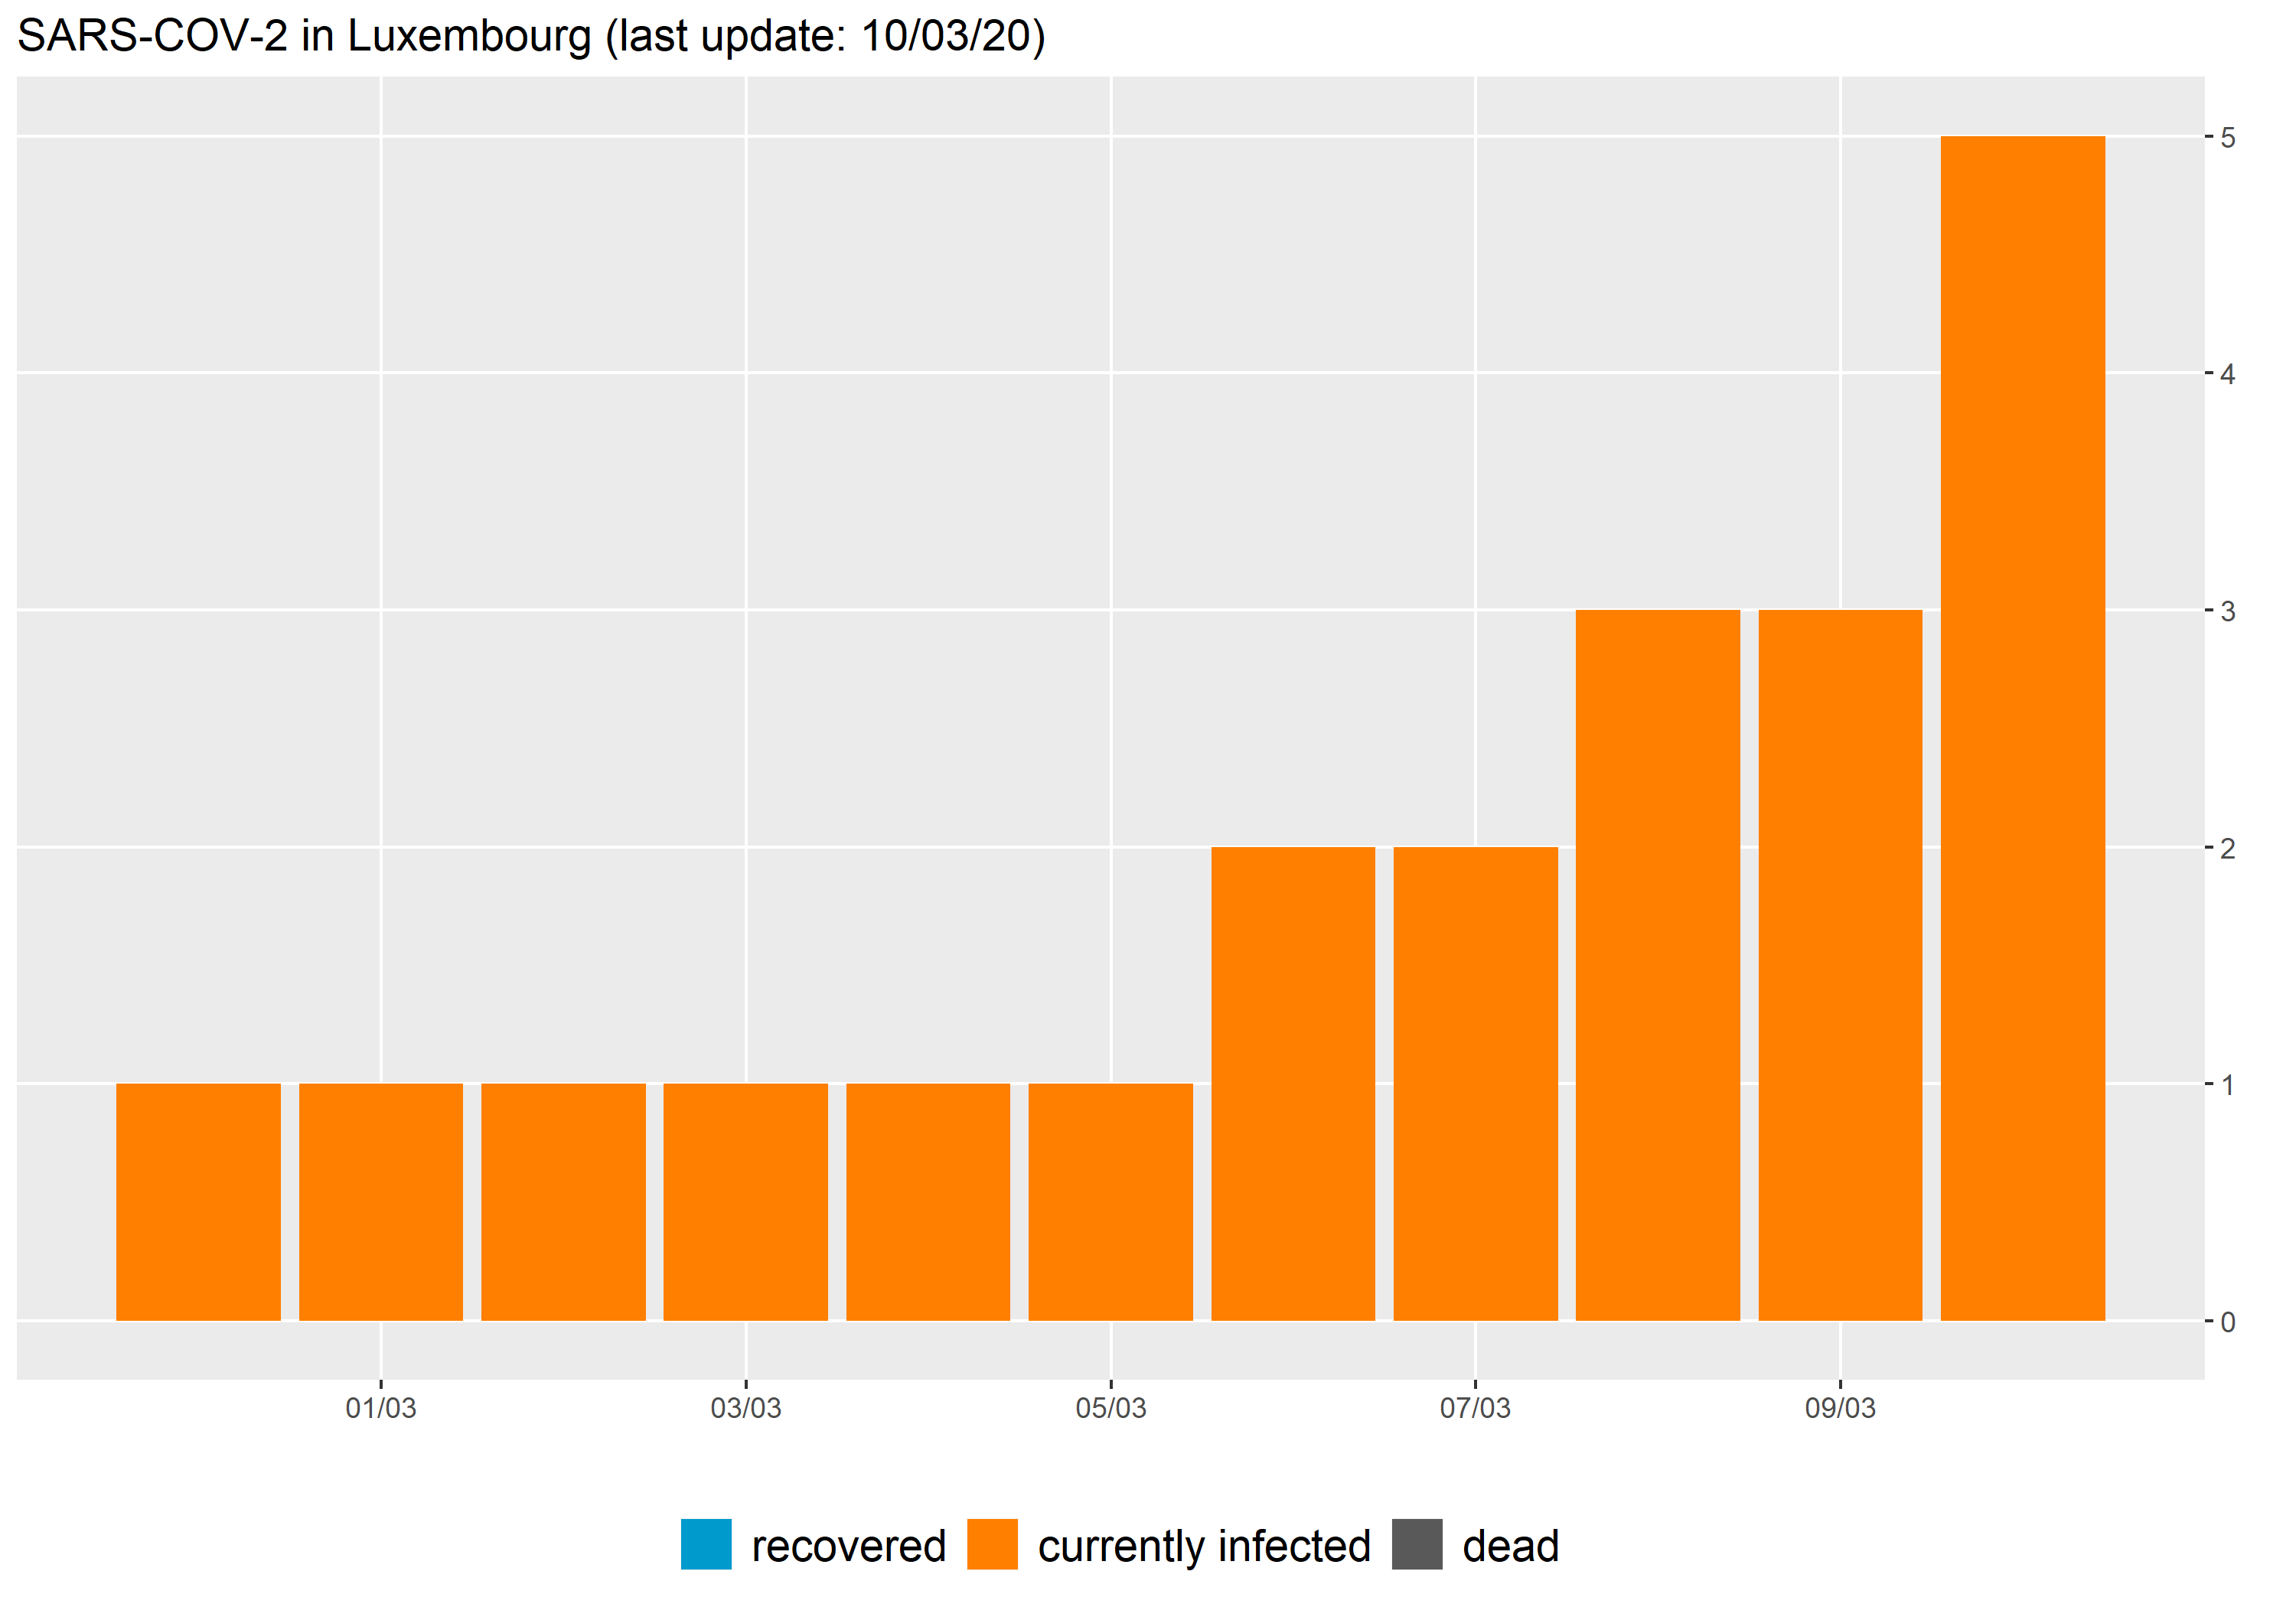 SARS-COV-2 in Luxembourg (last update: 10/03/20)
5
4
3
2
1
0
01/03 03/03 05/03 07/03 09/03
recovered currently infected dead